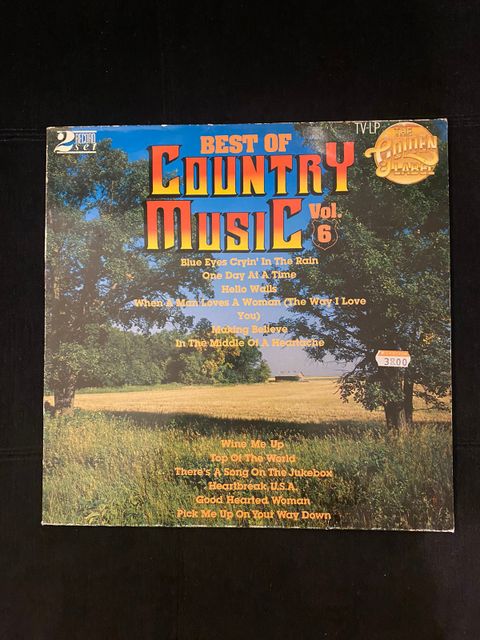 2 RECORD set
TV-LP
THE Golden LABEL
BEST OF
COUNTRY
MUSIC
Vol.
6
Blue Eyes Cryin' In The Rain
One Day At A Time
Hello Walls
When A Man Loves A Woman (The Way I Love
You)
Making Believe
In The Middle Of A Heartache
3800
Wine Me Up
Top Of The World
There's A Song On The Jukebox
Heartbreak U.S.A.
Good Hearted Woman
Pick Me Up On Your Way Down